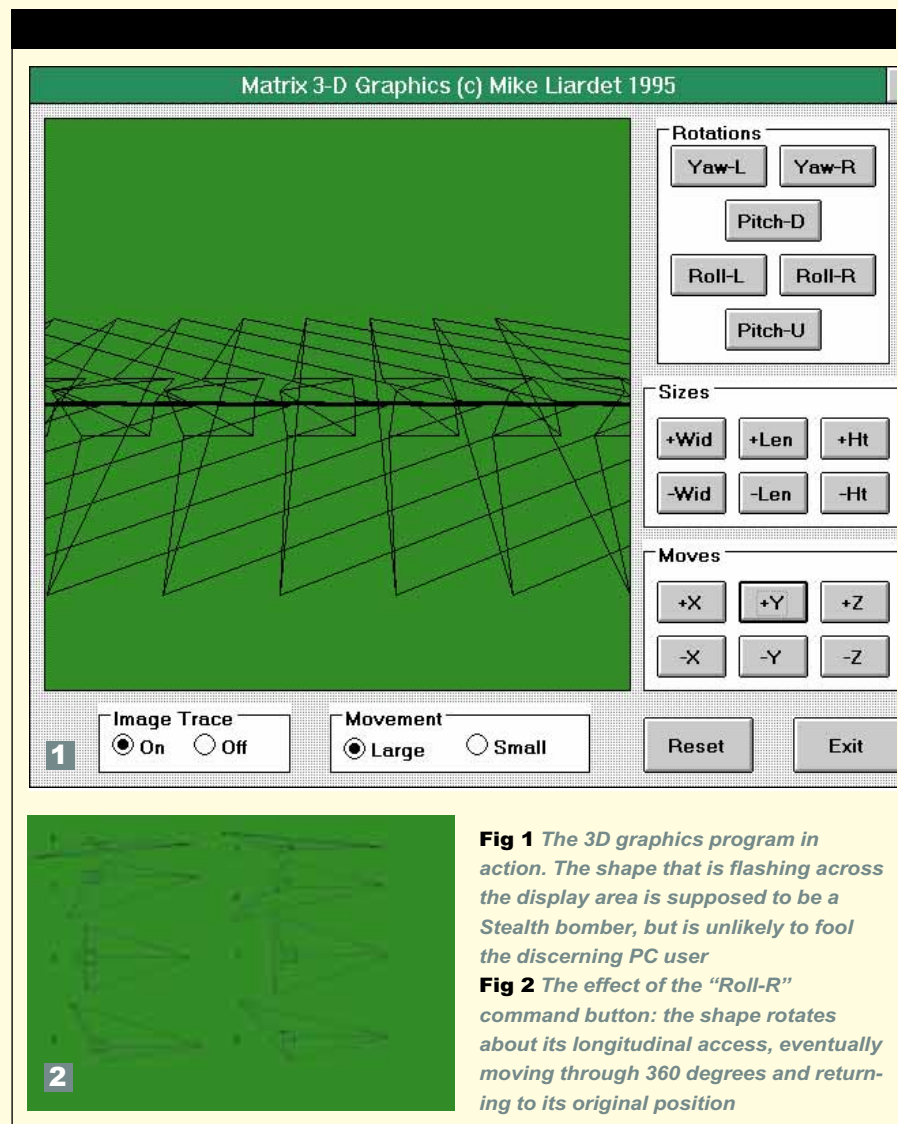 Matrix 3-D Graphics (c) Mike Liardet 1995
Rotations
Yaw-L Yaw-R
Pitch-D
Roll-L Roll-R
Pitch-U
Sizes
+Wid +Len +Ht
-Wid -Len -Ht
Moves
+X +Y +Z
-X -Y -Z
Image Trace
On Off
Movement
Large Small
Reset Exit
1
2
Fig 1 The 3D graphics program in
action. The shape that is flashing across
the display area is supposed to be a
Stealth bomber, but is unlikely to fool
the discerning PC user
Fig 2 The effect of the “Roll-R”
command button: the shape rotates
about its longitudinal access, eventually
moving through 360 degrees and return-
ing to its original position